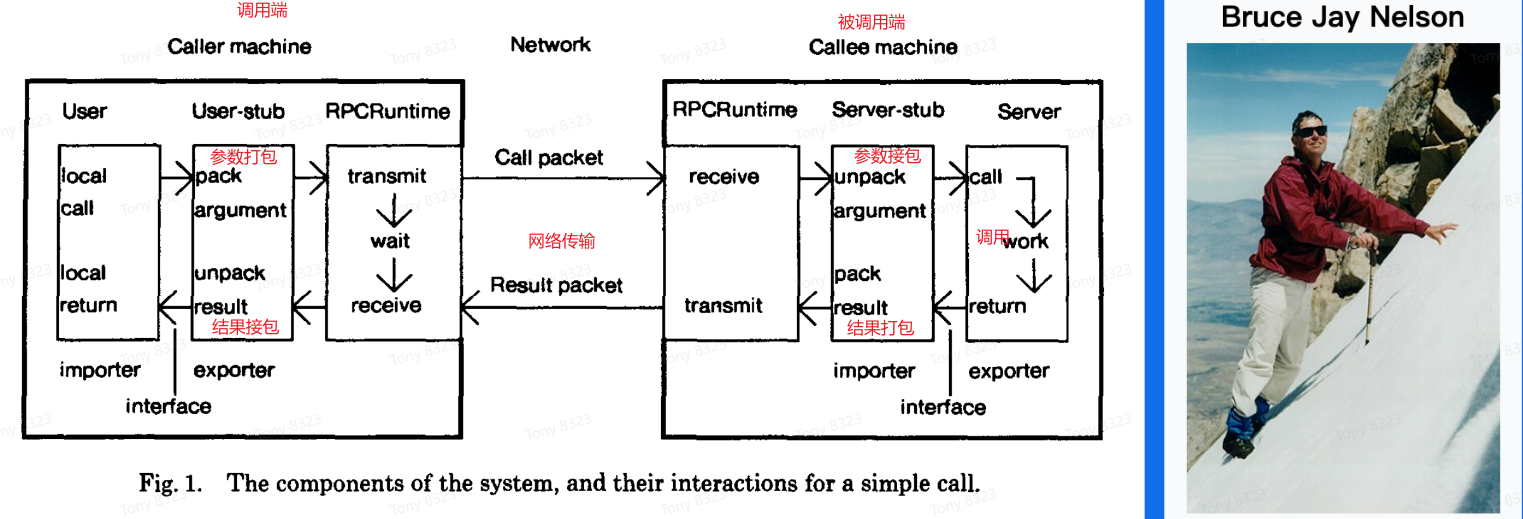 调用端
被调用端
Caller machine
Network
Callee machine
User
User-stub
RPCRuntime
RPCRuntime
Server-stub
Server
参数打包
参数接包
local
call
pack
argument
transmit
wait
Call packet
receive
unpack
argument
call
调用
work
网络传输
local
return
unpack
result
结果接包
receive
Result packet
transmit
pack
result
结果打包
return
importer
exporter
interface
importer
exporter
interface
Fig. 1. The components of the system, and their interactions for a simple call.
Bruce Jay Nelson
Tony 8323